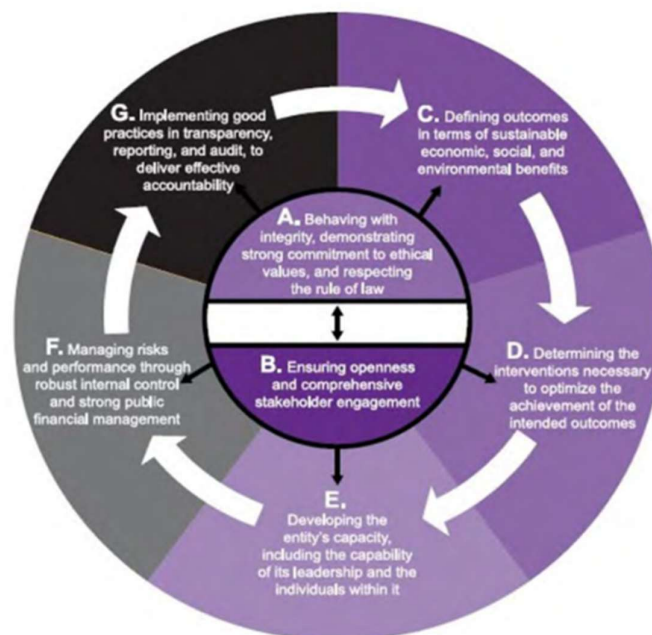 G. Implementing good
practices in transparency,
reporting, and audit, to
deliver effective
accountability
C. Defining outcomes
in terms of sustainable
economic, social, and
environmental benefits
A. Behaving with
integrity, demonstrating
strong commitment to ethical
values, and respecting
the rule of law
B. Ensuring openness
and comprehensive
stakeholder engagement
F. Managing risks
and performance through
robust internal control
and strong public
financial management
D. Determining the
interventions necessary
to optimize the
achievement of the
intended outcomes
E.
Developing the
entity's capacity,
including the capability
of its leadership and the
individuals within it